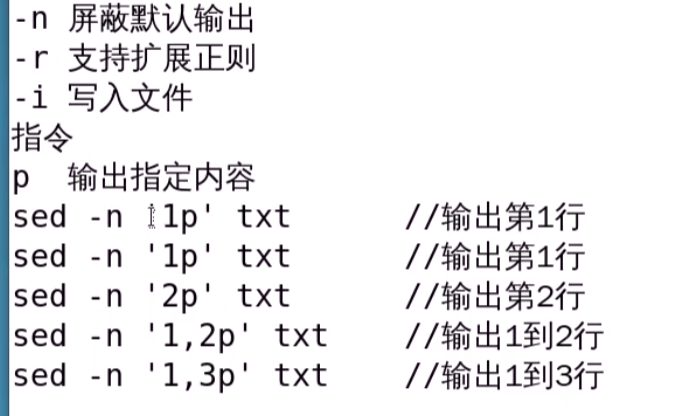 -n 屏蔽默认输出
-r 支持扩展正则
-i 写入文件
指令
p 输出指定内容
sed -n '1p' txt //输出第1行
sed -n '1p' txt //输出第1行
sed -n '2p' txt //输出第2行
sed -n '1,2p' txt //输出1到2行
sed -n '1,3p' txt //输出1到3行